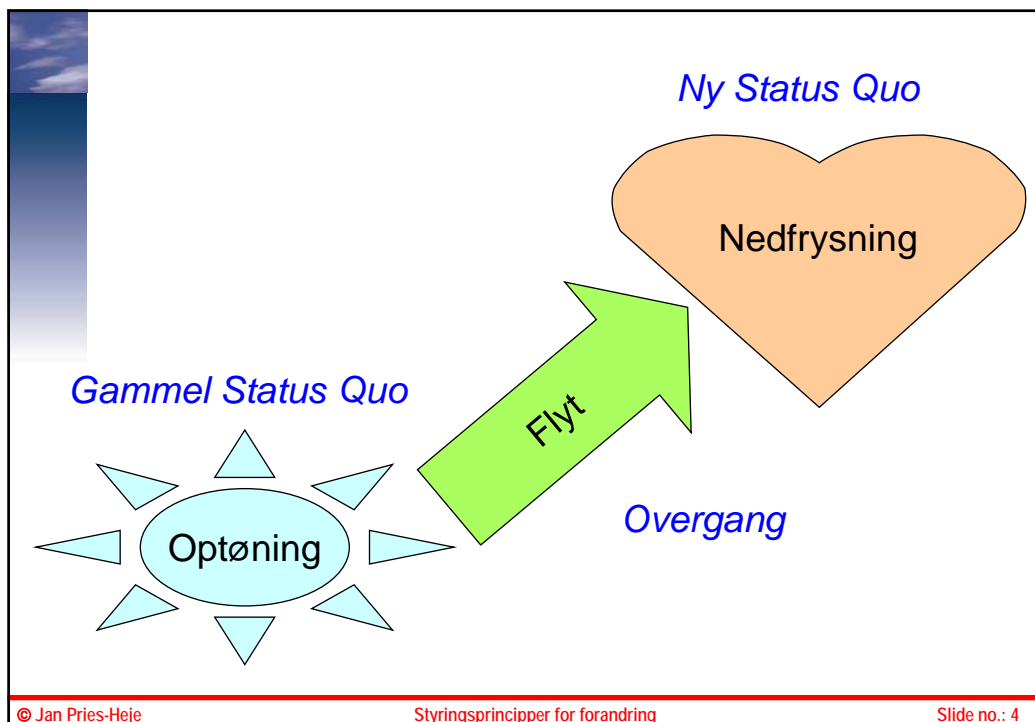 Ny Status Quo
Nedfrysning
Gammel Status Quo
Flyt
Overgang
Optøning
© Jan Pries-Heje
Styringsprincipper for forandring
Slide no.: 4